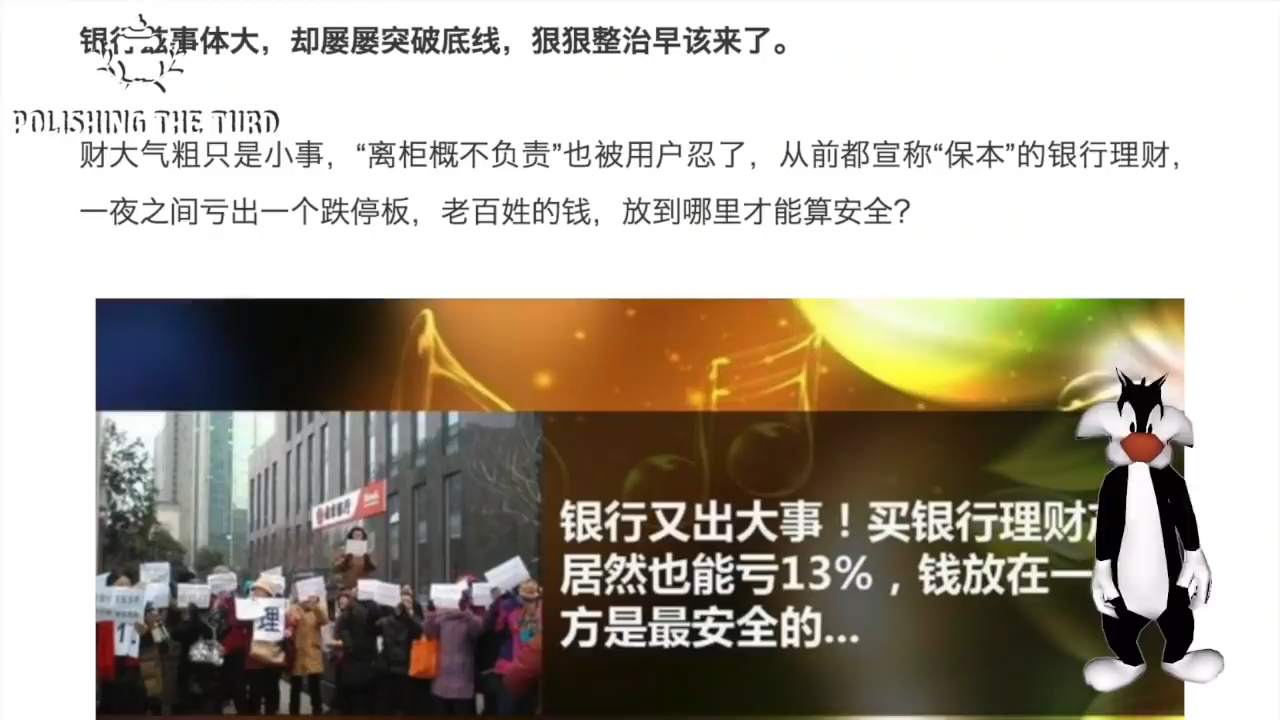 银行兹事体大，却屡屡突破底线，狠狠整治早该来了。
POLISHING THE TURD
财大气粗只是小事，“离柜概不负责”也被用户忍了，从前都宣称“保本”的银行理财，
一夜之间亏出一个跌停板，老百姓的钱，放到哪里才能算安全？
银行又出大事！买银行理财
居然也能亏13%，钱放在一
方是最安全的...
理